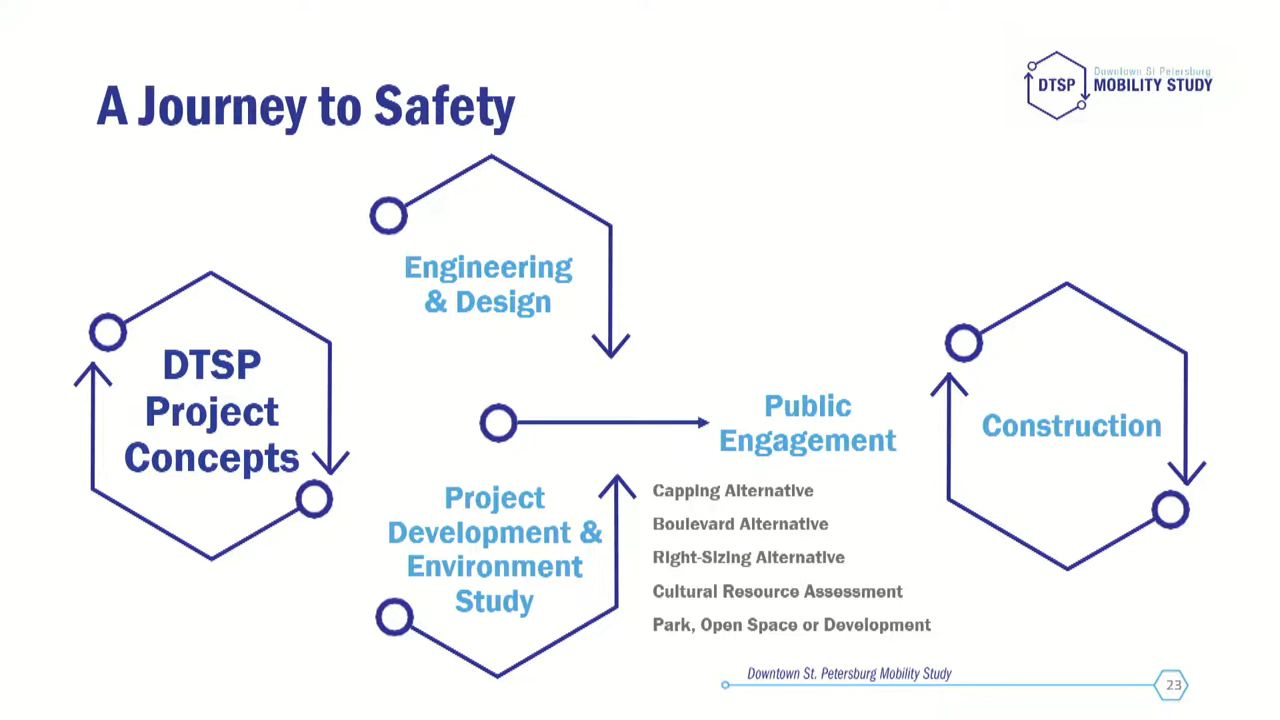 A Journey to Safety
DTSP
Downtown St Petersburg
MOBILITY STUDY
DTSP
Project
Concepts
Engineering
& Design
Project
Development &
Environment
Study
Public
Engagement
Capping Alternative
Boulevard Alternative
Right-Sizing Alternative
Cultural Resource Assessment
Park, Open Space or Development
Construction
Downtown St. Petersburg Mobility Study
23